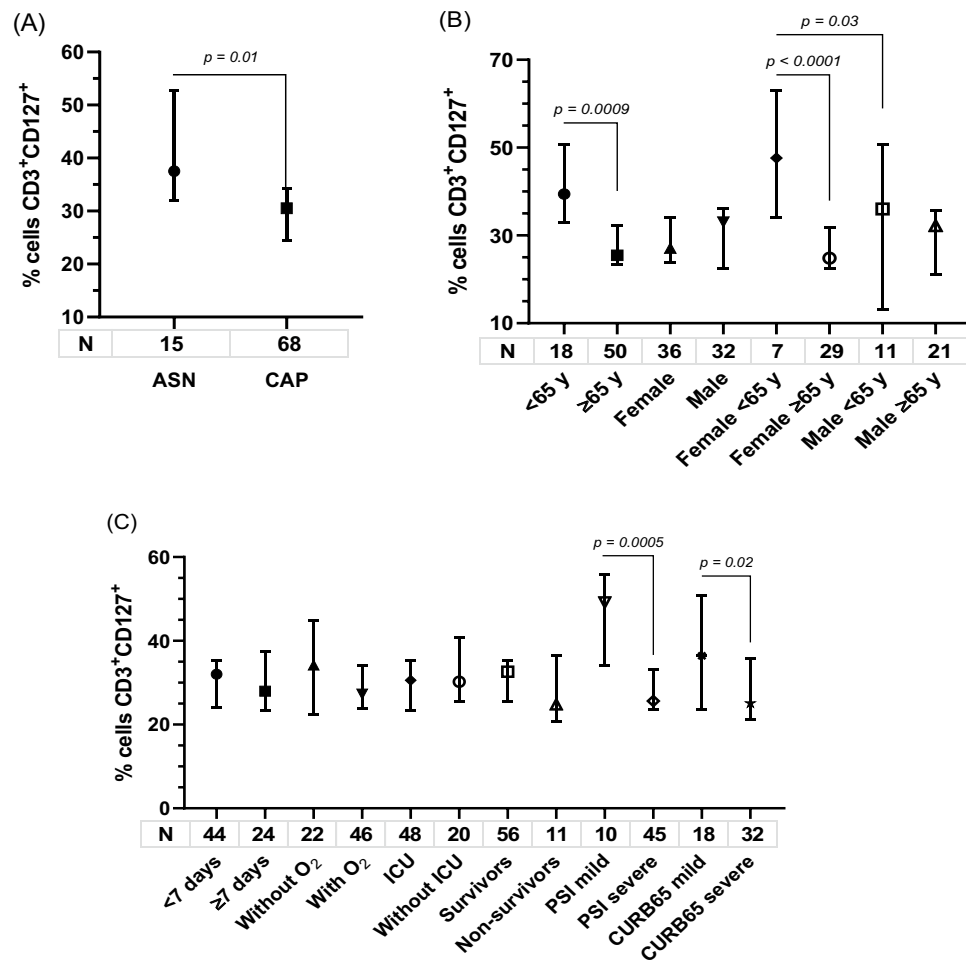 (A)
% cells CD3⁺CD127⁺
60
50
40
30
20
10
p = 0.01
N 15 68
ASN CAP
(B)
% cells CD3⁺CD127⁺
70
50
30
10
p = 0.0009
p = 0.03
p < 0.0001
N 18 50 36 32 7 29 11 21
<65 y ≥65 y Female Male Female <65 y Female ≥65 y Male <65 y Male ≥65 y
(C)
% cells CD3⁺CD127⁺
60
40
20
0
p = 0.0005
p = 0.02
N 44 24 22 46 48 20 56 11 10 45 18 32
<7 days ≥7 days Without O₂ With O₂ ICU Without ICU Survivors Non-survivors PSI mild PSI severe CURB65 mild CURB65 severe